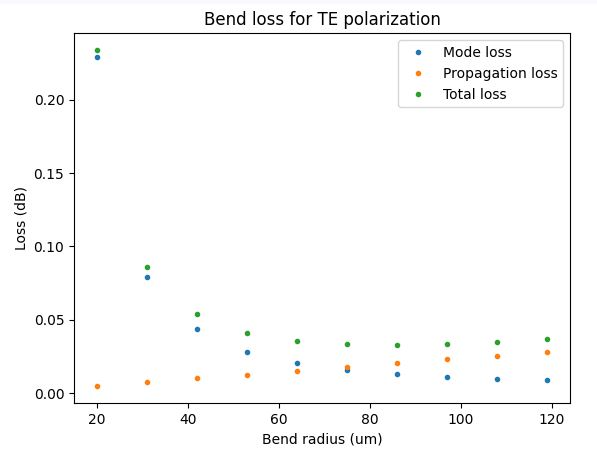 Bend loss for TE polarization
Mode loss
Propagation loss
Total loss
0.20
0.15
0.10
0.05
0.00
Loss (dB)
20 40 60 80 100 120
Bend radius (um)